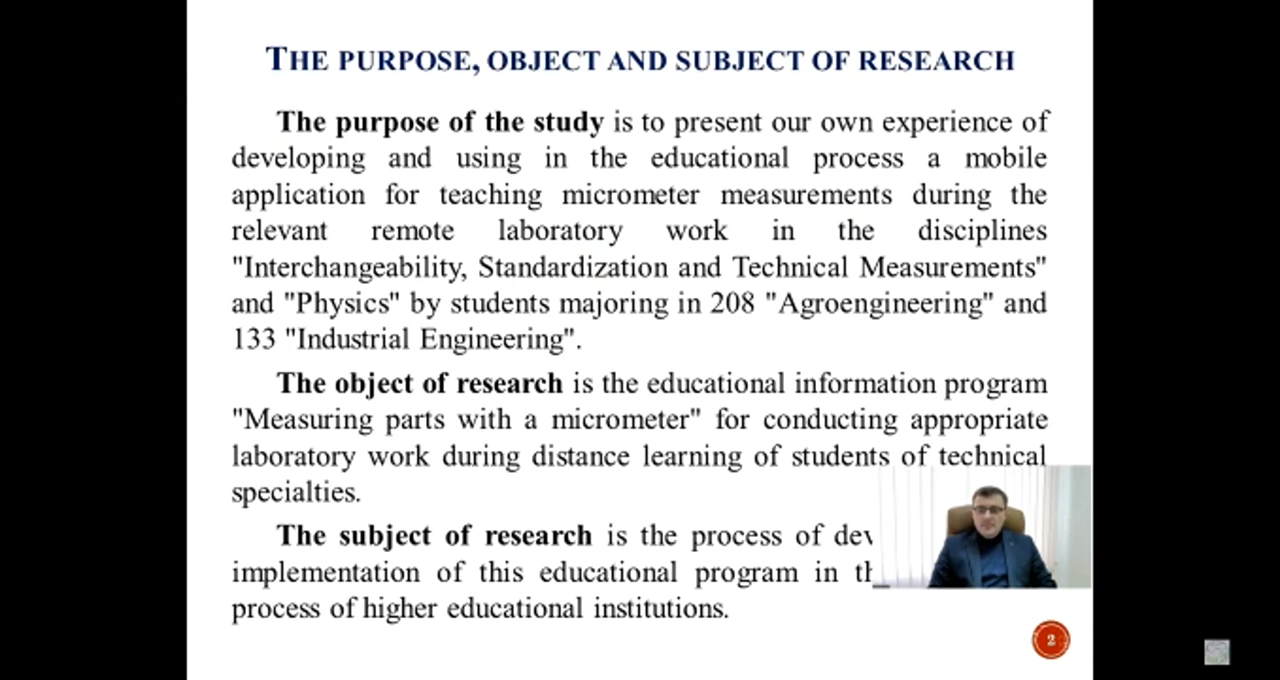 THE PURPOSE, OBJECT AND SUBJECT OF RESEARCH
The purpose of the study is to present our own experience of
developing and using in the educational process a mobile
application for teaching micrometer measurements during the
relevant remote laboratory work in the disciplines
"Interchangeability, Standardization and Technical Measurements"
and "Physics" by students majoring in 208 "Agroengineering" and
133 "Industrial Engineering".
The object of research is the educational information program
"Measuring parts with a micrometer" for conducting appropriate
laboratory work during distance learning of students of technical
specialties.
The subject of research is the process of
implementation of this educational program in
process of higher educational institutions.
2